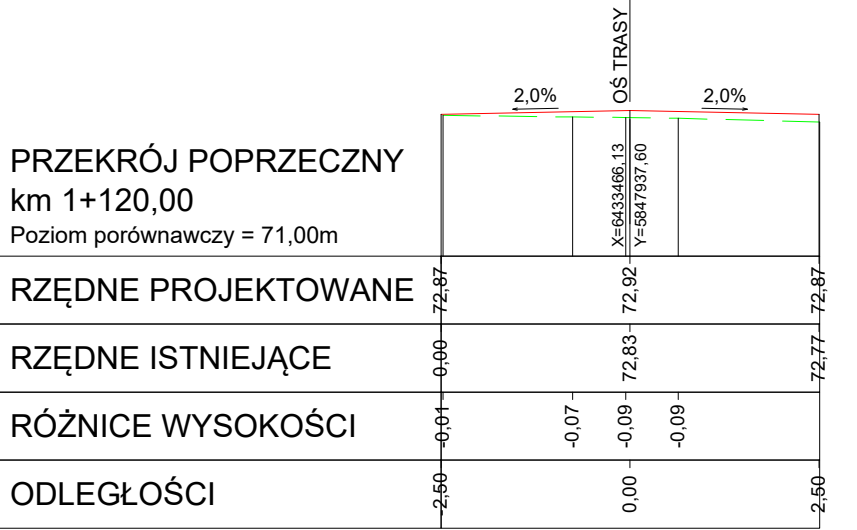 OŚ TRASY
2,0% 2,0%
X=6433466,13
Y=5847937,60
PRZEKRÓJ POPRZECZNY
km 1+120,00
Poziom porównawczy = 71,00m
RZĘDNE PROJEKTOWANE 72,87 72,92 72,87
RZĘDNE ISTNIEJĄCE 0,00 72,83 72,77
RÓŻNICE WYSOKOŚCI -0,01 -0,07 -0,09 -0,09
ODLEGŁOŚCI -2,50 0,00 2,50